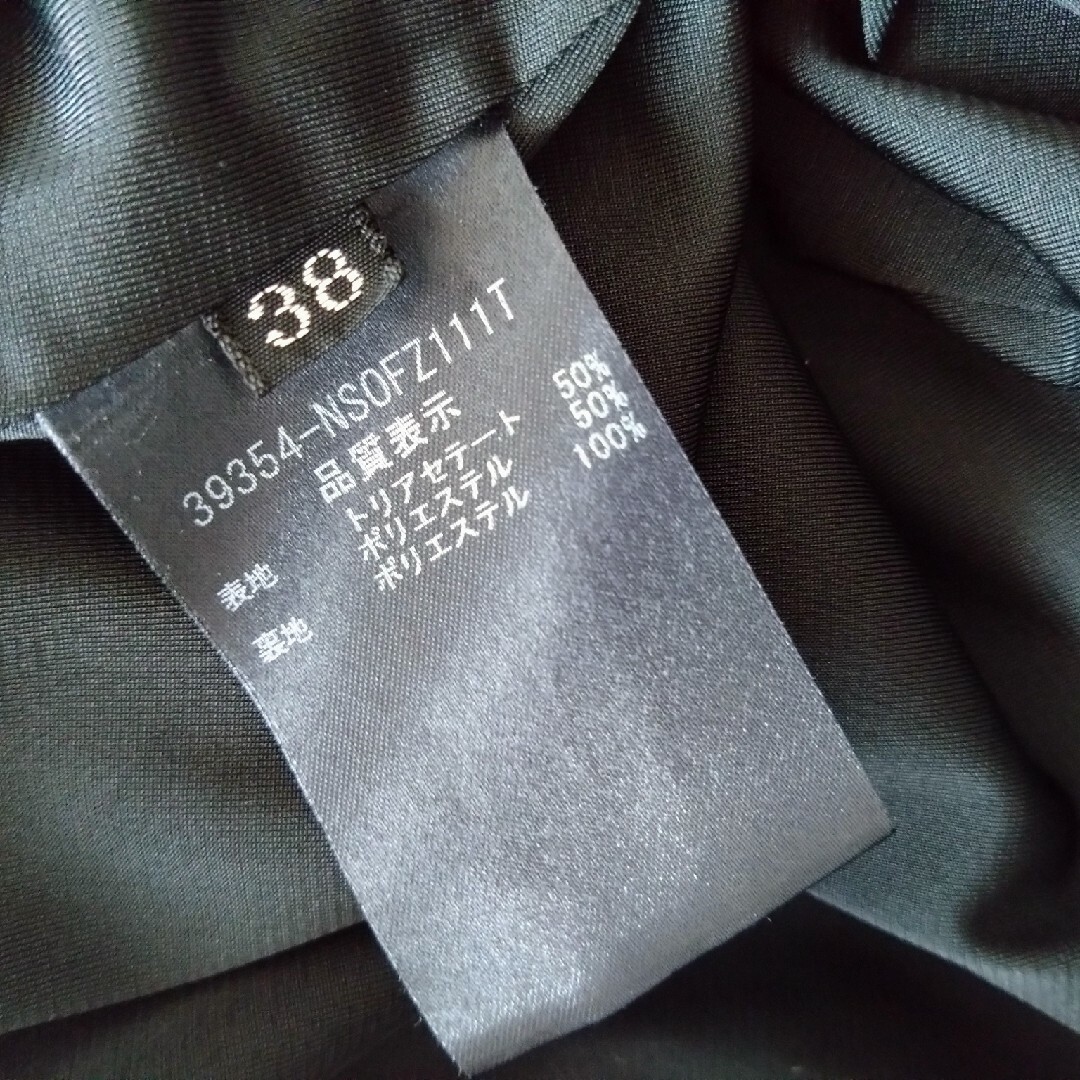 38
39354-NS0FZ111T
品質表示
表地 トリアセテート 50%
ポリエステル 50%
裏地 ポリエステル 100%